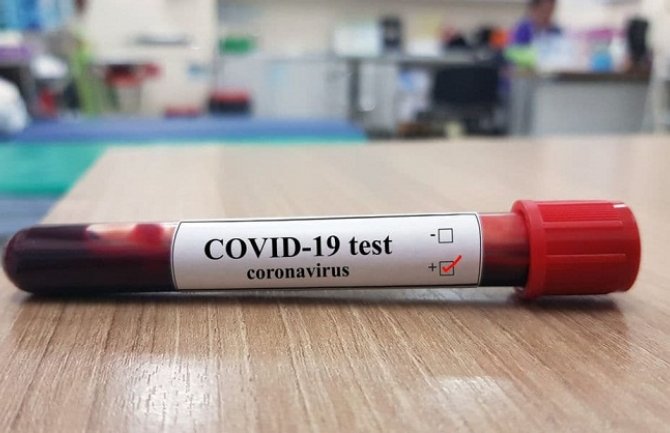 COVID-19 test
coronavirus
- ☐
+ ☑